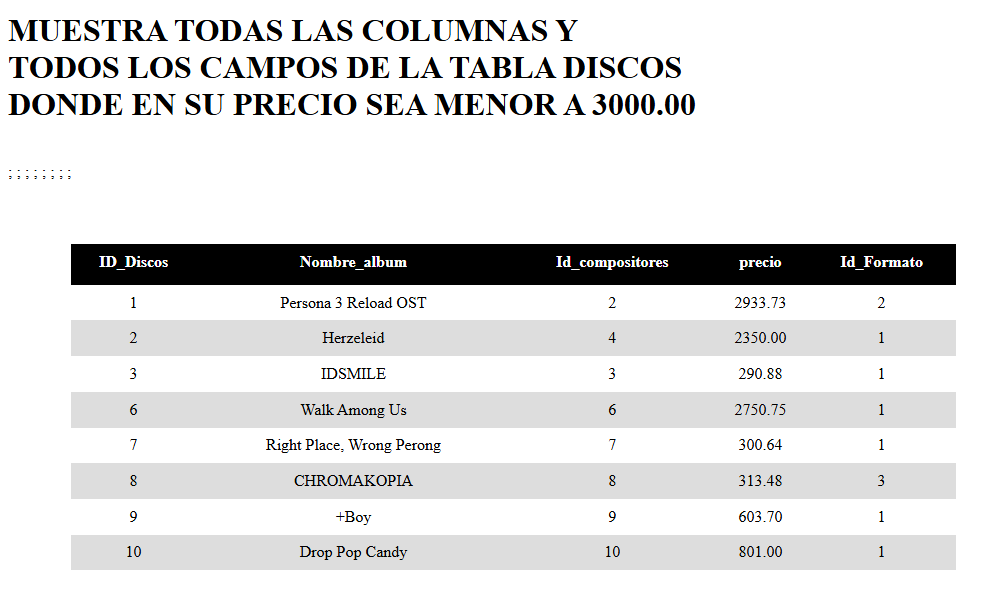 MUESTRA TODAS LAS COLUMNAS Y
TODOS LOS CAMPOS DE LA TABLA DISCOS
DONDE EN SU PRECIO SEA MENOR A 3000.00
; ; ; ; ; ; ; ;
ID_Discos Nombre_album Id_compositores precio Id_Formato
1 Persona 3 Reload OST 2 2933.73 2
2 Herzeleid 4 2350.00 1
3 IDSMILE 3 290.88 1
6 Walk Among Us 6 2750.75 1
7 Right Place, Wrong Perong 7 300.64 1
8 CHROMAKOPIA 8 313.48 3
9 +Boy 9 603.70 1
10 Drop Pop Candy 10 801.00 1